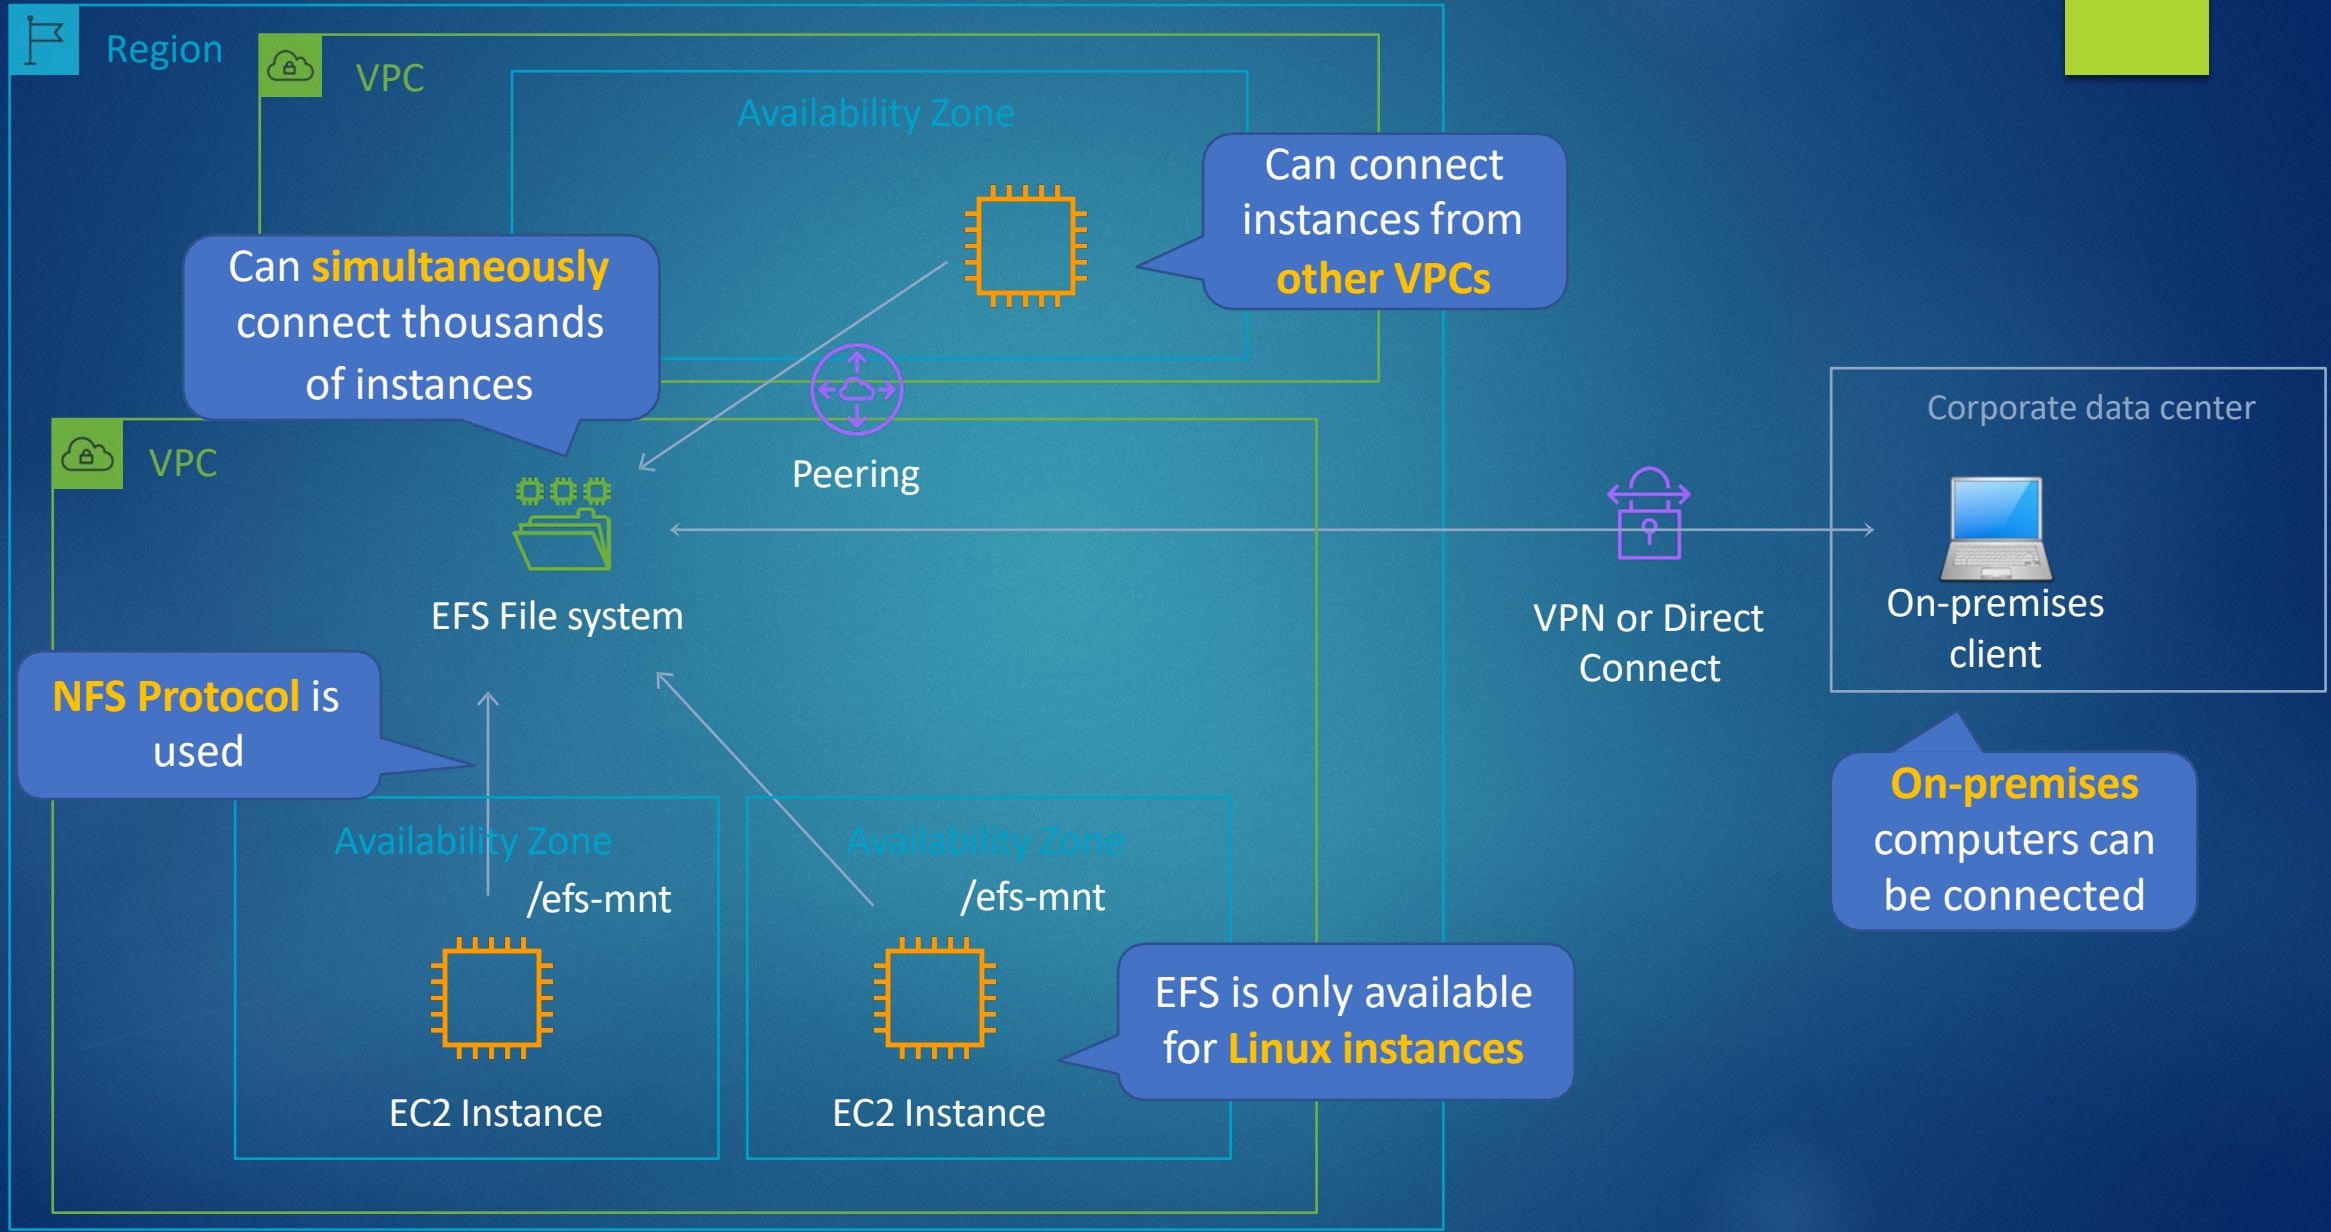 Region
VPC
Availability Zone
Can connect
instances from
other VPCs
Can simultaneously
connect thousands
of instances
Peering
VPC
EFS File system
Corporate data center
VPN or Direct
Connect
On-premises
client
NFS Protocol is
used
On-premises
computers can
be connected
Availability Zone
/efs-mnt
EC2 Instance
Availability Zone
/efs-mnt
EC2 Instance
EFS is only available
for Linux instances